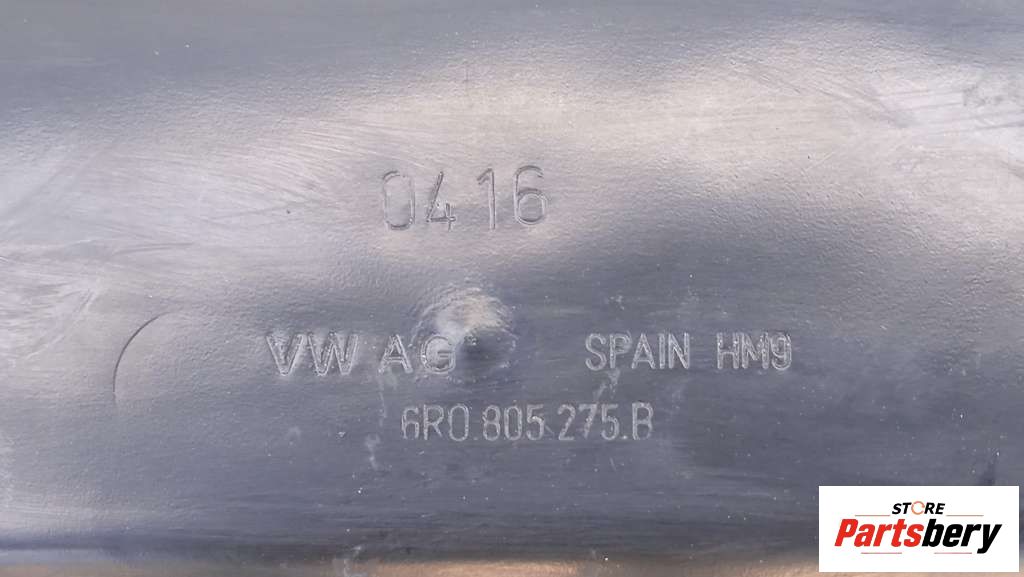 0416
VW AG SPAIN HM9
6R0.805.275.B
STORE
Partsbery